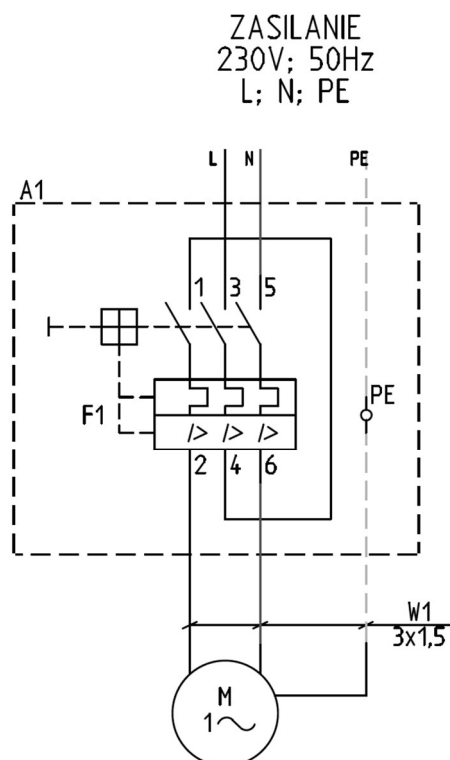 ZASILANIE
230V; 50Hz
L; N; PE
L N PE
A1
1 3 5
PE
F1
I> I> I>
2 4 6
W1
3x1,5
M
1~